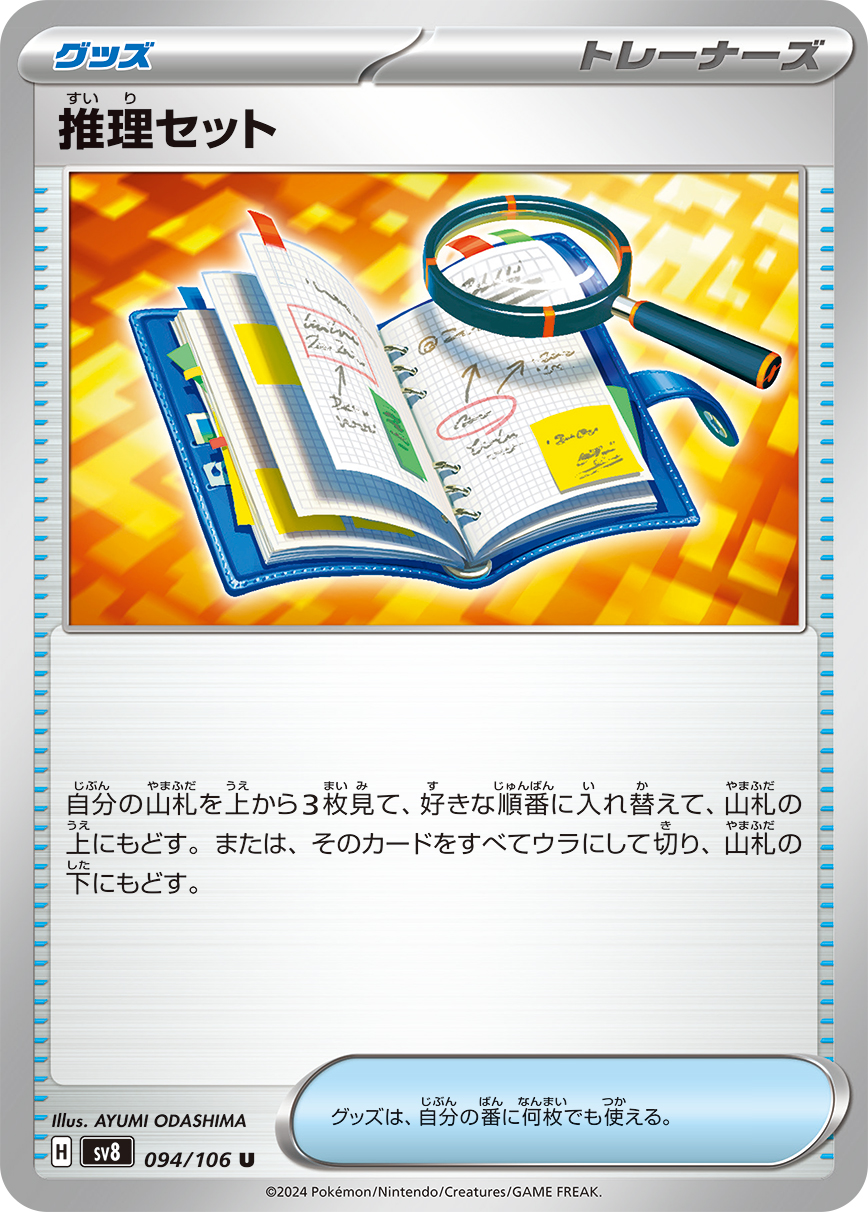 グッズ
トレーナーズ
すいり
推理セット
じぶん やまふだ うえ まい み す じゅんばん い か やまふだ
自分の山札を上から3枚見て、好きな順番に入れ替えて、山札の
うえ き やまふだ
上にもどす。または、そのカードをすべてウラにして切り、山札の
した
下にもどす。
じぶん ばん なんまい つか
グッズは、自分の番に何枚でも使える。
Illus. AYUMI ODASHIMA
H sv8 094/106 U
©2024 Pokémon/Nintendo/Creatures/GAME FREAK.